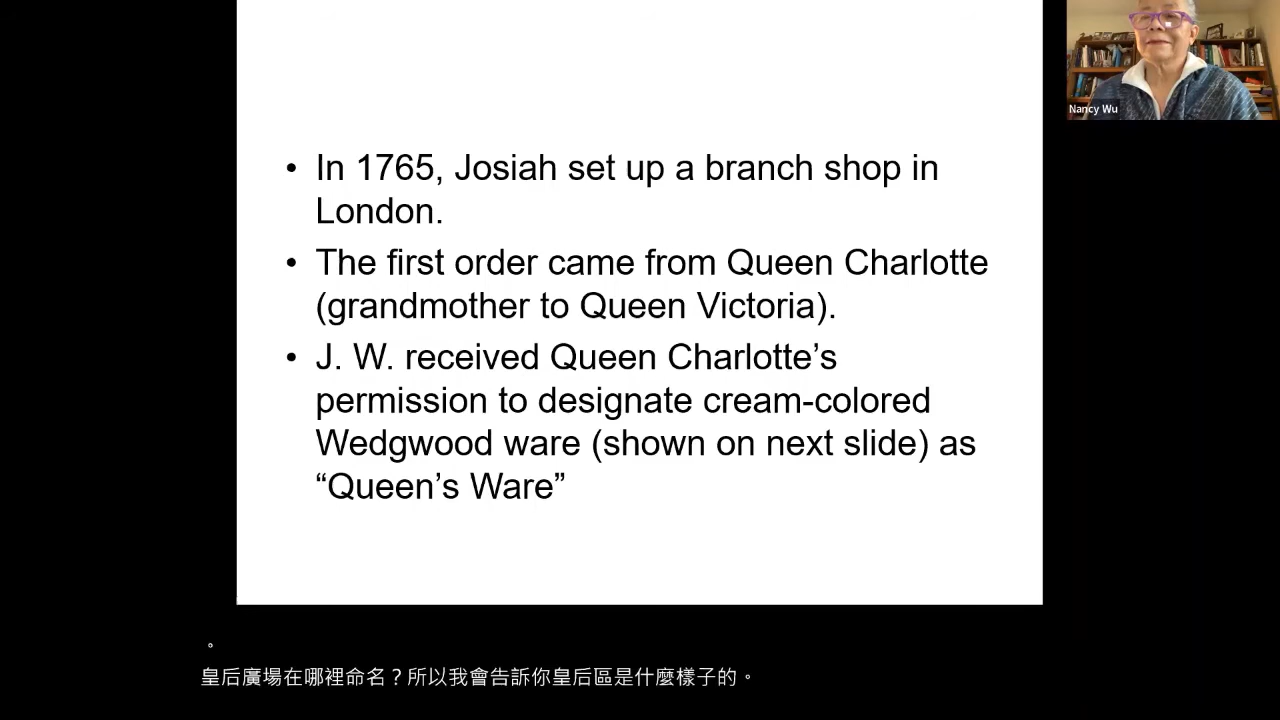 • In 1765, Josiah set up a branch shop in
London.
• The first order came from Queen Charlotte
(grandmother to Queen Victoria).
• J. W. received Queen Charlotte’s
permission to designate cream-colored
Wedgwood ware (shown on next slide) as
“Queen’s Ware”
Nancy Wu
。
皇后廣場在哪裡命名？所以我會告訴你皇后區是什麼樣子的。